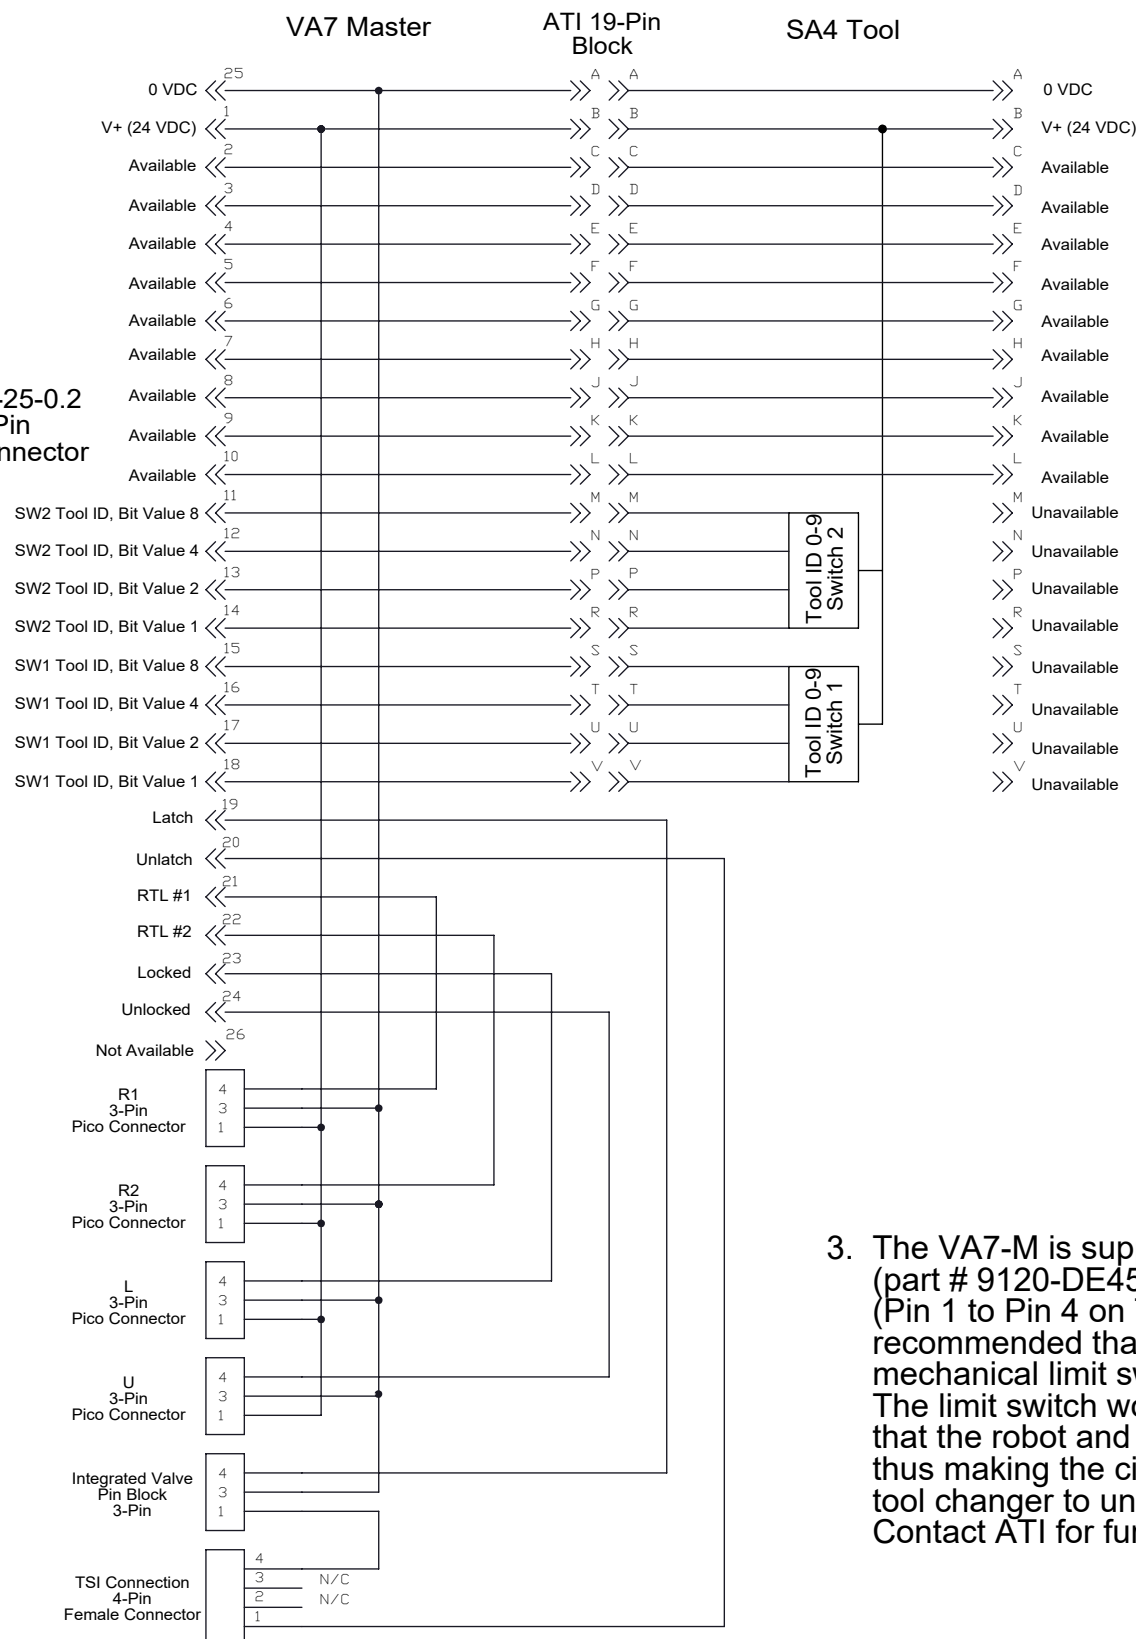 VA7 Master
ATI 19-Pin
Block
SA4 Tool
0 VDC 25 A A A 0 VDC
V+ (24 VDC) 1 B B B V+ (24 VDC)
Available 2 C C C Available
Available 3 D D D Available
Available 4 E E E Available
Available 5 F F F Available
Available 6 G G G Available
Available 7 H H H Available
Available 8 J J J Available
Available 9 K K K Available
Available 10 L L L Available
-25-0.2
Pin
nnector
SW2 Tool ID, Bit Value 8 11 M M M Unavailable
SW2 Tool ID, Bit Value 4 12 N N N Unavailable
SW2 Tool ID, Bit Value 2 13 P P P Unavailable
SW2 Tool ID, Bit Value 1 14 R R R Unavailable
Tool ID 0-9
Switch 2
SW1 Tool ID, Bit Value 8 15 S S S Unavailable
SW1 Tool ID, Bit Value 4 16 T T T Unavailable
SW1 Tool ID, Bit Value 2 17 U U U Unavailable
SW1 Tool ID, Bit Value 1 18 V V V Unavailable
Tool ID 0-9
Switch 1
Latch 19
Unlatch 20
RTL #1 21
RTL #2 22
Locked 23
Unlocked 24
Not Available 26
R1
3-Pin
Pico Connector
4
3
1
R2
3-Pin
Pico Connector
4
3
1
L
3-Pin
Pico Connector
4
3
1
U
3-Pin
Pico Connector
4
3
1
Integrated Valve
Pin Block
3-Pin
4
3
1
TSI Connection
4-Pin
Female Connector
4
3 N/C
2 N/C
1
3. The VA7-M is sup
(part # 9120-DE45
(Pin 1 to Pin 4 on
recommended tha
mechanical limit sw
The limit switch wo
that the robot and
thus making the ci
tool changer to un
Contact ATI for fur